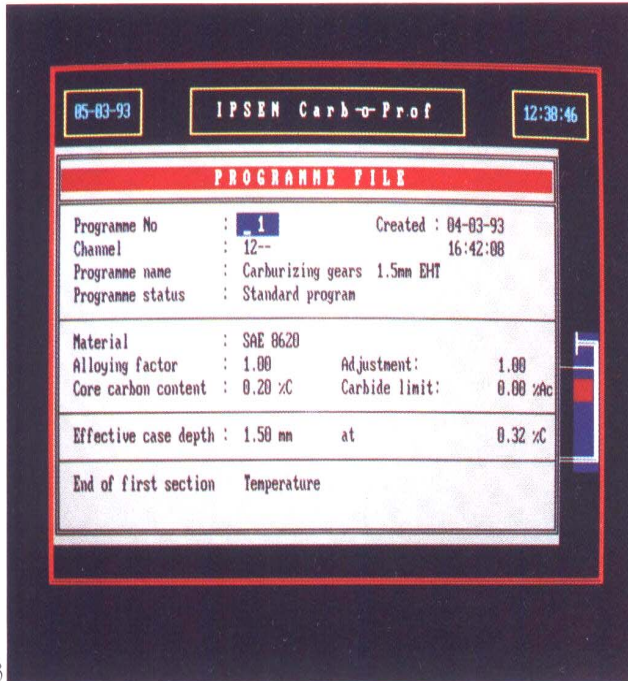 05-03-93 IPSEN Carb-o-Prof 12:38:46
PROGRAMME FILE
Programme No : _1 Created : 04-03-93
Channel : 12-- 16:42:08
Programme name : Carburizing gears 1.5mm EHT
Programme status : Standard program
Material : SAE 8620
Alloying factor : 1.00 Adjustment: 1.00
Core carbon content : 0.20 %C Carbide limit: 0.80 %Ac
Effective case depth : 1.50 mm at 0.32 %C
End of first section Temperature